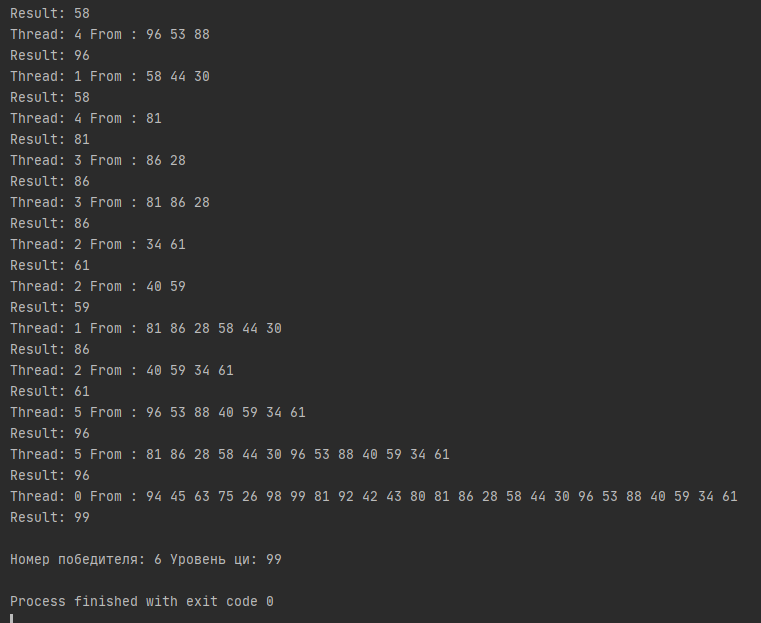 Result: 58
Thread: 4 From : 96 53 88
Result: 96
Thread: 1 From : 58 44 30
Result: 58
Thread: 4 From : 81
Result: 81
Thread: 3 From : 86 28
Result: 86
Thread: 3 From : 81 86 28
Result: 86
Thread: 2 From : 34 61
Result: 61
Thread: 2 From : 40 59
Result: 59
Thread: 1 From : 81 86 28 58 44 30
Result: 86
Thread: 2 From : 40 59 34 61
Result: 61
Thread: 5 From : 96 53 88 40 59 34 61
Result: 96
Thread: 5 From : 81 86 28 58 44 30 96 53 88 40 59 34 61
Result: 96
Thread: 0 From : 94 45 63 75 26 98 99 81 92 42 43 80 81 86 28 58 44 30 96 53 88 40 59 34 61
Result: 99
Номер победителя: 6 Уровень ци: 99
Process finished with exit code 0